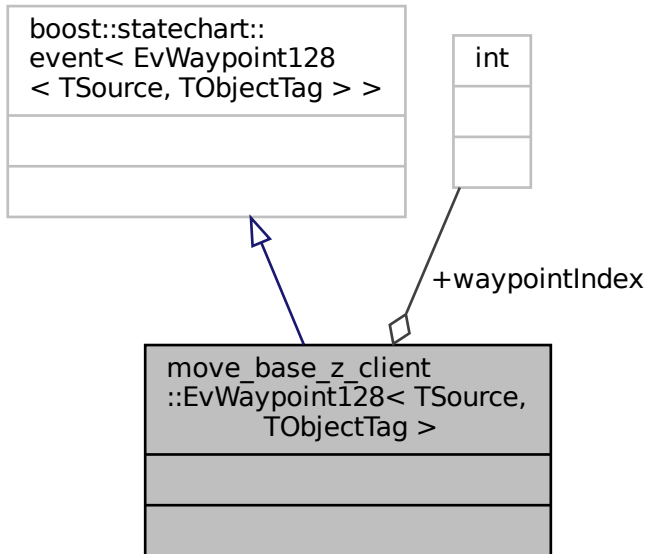 boost::statechart::
event< EvWaypoint128
< TSource, TObjectTag > >
int
+waypointIndex
move_base_z_client
::EvWaypoint128< TSource,
TObjectTag >